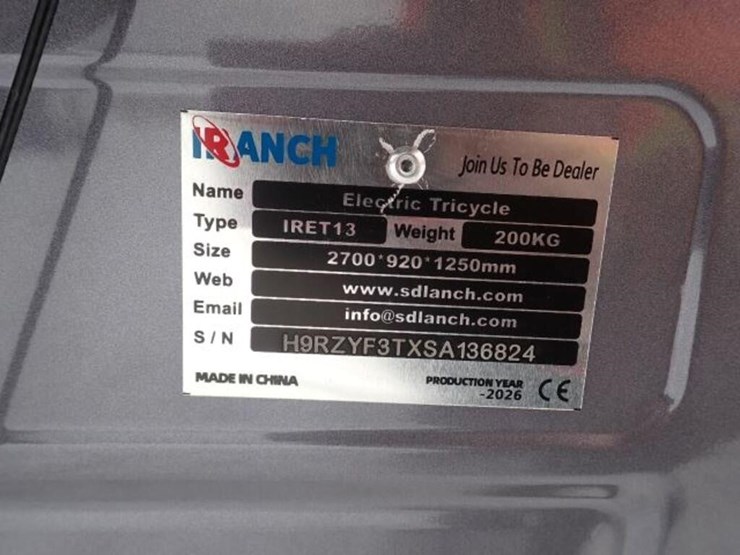 IRANCH
Join Us To Be Dealer
Name Electric Tricycle
Type IRET13 Weight 200KG
Size 2700*920*1250mm
Web www.sdlanch.com
Email info@sdlanch.com
S/N H9RZYF3TXSA136824
MADE IN CHINA
PRODUCTION YEAR
-2026
CE